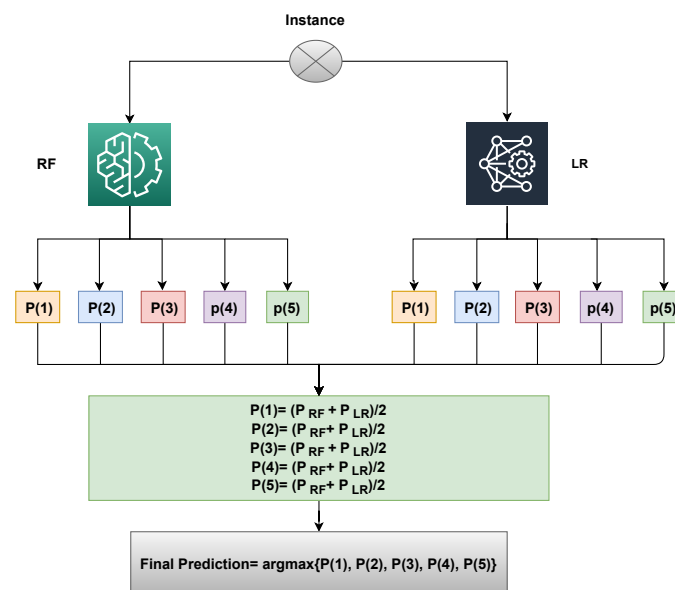 Instance
RF
LR
P(1) P(2) P(3) p(4) p(5) P(1) P(2) P(3) p(4) p(5)
P(1)= (P RF + P LR)/2
P(2)= (P RF+ P LR)/2
P(3)= (P RF + P LR)/2
P(4)= (P RF+ P LR)/2
P(5)= (P RF+ P LR)/2
Final Prediction= argmax{P(1), P(2), P(3), P(4), P(5)}